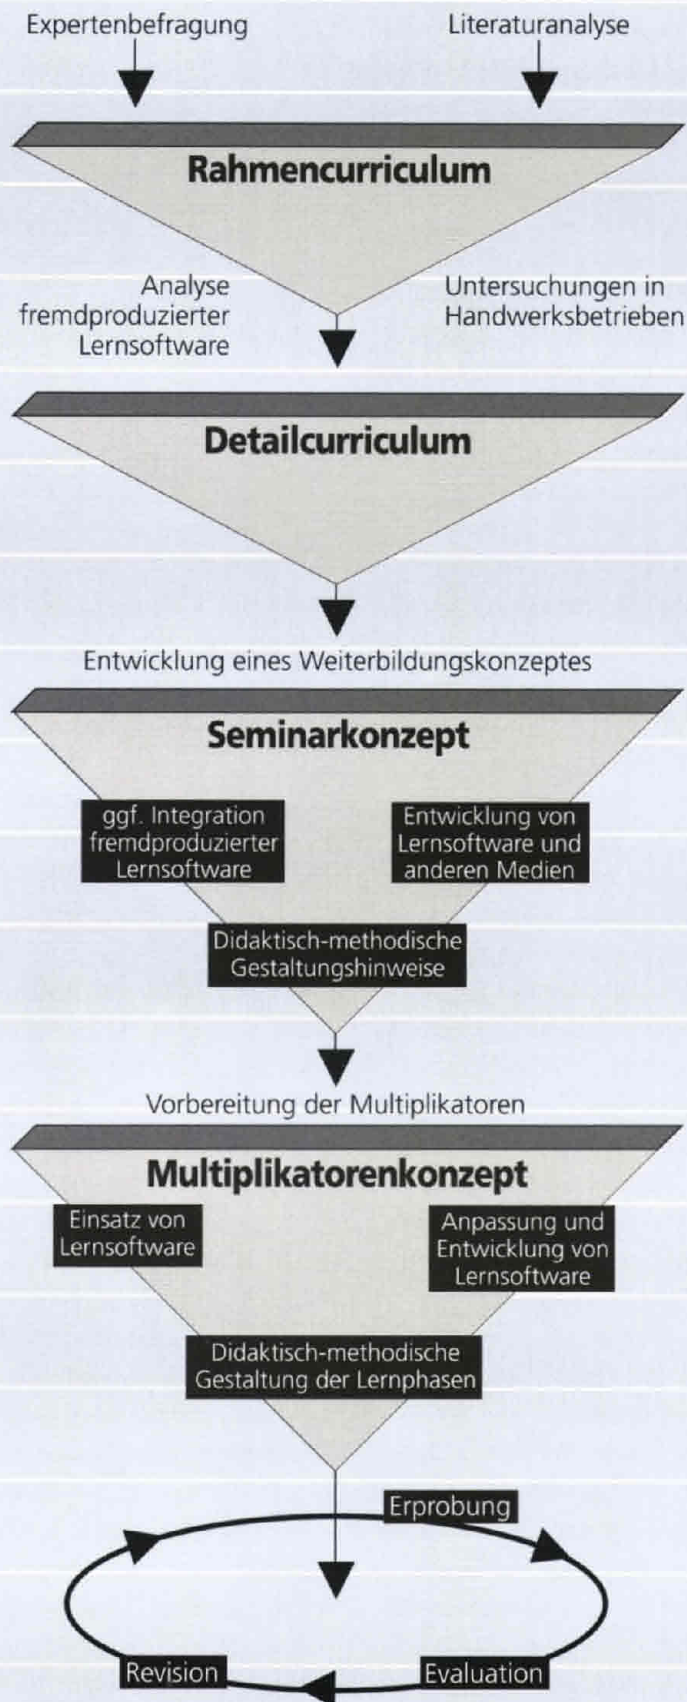 Expertenbefragung
Literaturanalyse
Rahmencurriculum
Analyse
fremdproduzierter
Lernsoftware
Untersuchungen in
Handwerksbetrieben
Detailcurriculum
Entwicklung eines Weiterbildungskonzeptes
Seminarkonzept
ggf. Integration
fremdproduzierter
Lernsoftware
Entwicklung von
Lernsoftware und
anderen Medien
Didaktisch-methodische
Gestaltungshinweise
Vorbereitung der Multiplikatoren
Multiplikatorenkonzept
Einsatz von
Lernsoftware
Anpassung und
Entwicklung von
Lernsoftware
Didaktisch-methodische
Gestaltung der Lernphasen
Erprobung
Revision
Evaluation